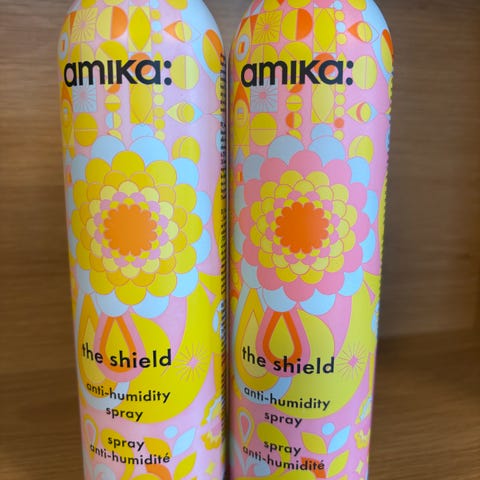 amika:
the shield
anti-humidity
spray
spray
anti-humidité
amika:
the shield
anti-humidity
spray
spray
anti-humidité